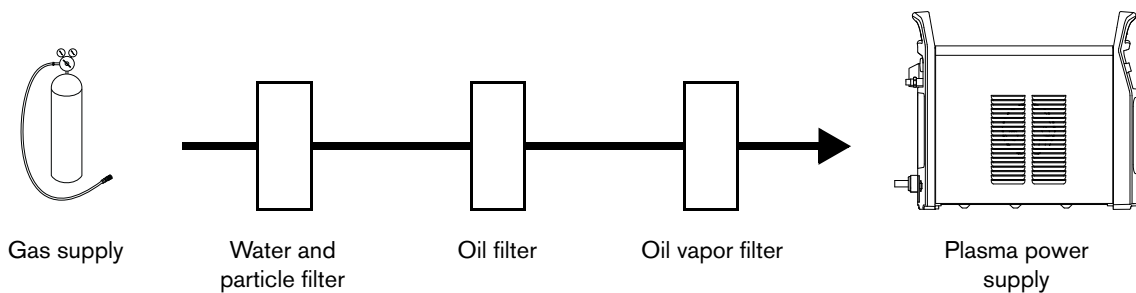 Gas supply
Water and
particle filter
Oil filter
Oil vapor filter
Plasma power
supply